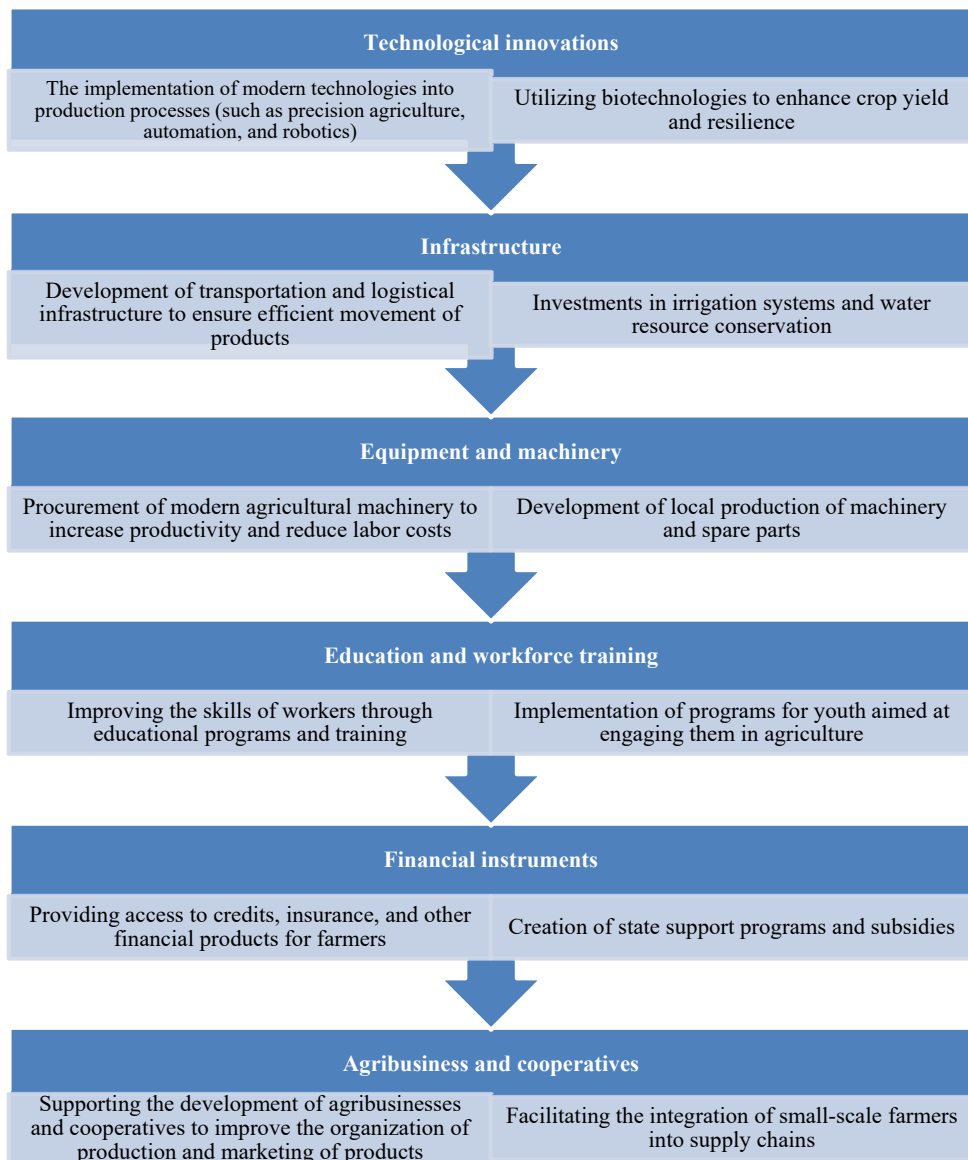 Technological innovations
The implementation of modern technologies into
production processes (such as precision agriculture,
automation, and robotics)
Utilizing biotechnologies to enhance crop yield
and resilience
Infrastructure
Development of transportation and logistical
infrastructure to ensure efficient movement of
products
Investments in irrigation systems and water
resource conservation
Equipment and machinery
Procurement of modern agricultural machinery to
increase productivity and reduce labor costs
Development of local production of machinery
and spare parts
Education and workforce training
Improving the skills of workers through
educational programs and training
Implementation of programs for youth aimed at
engaging them in agriculture
Financial instruments
Providing access to credits, insurance, and other
financial products for farmers
Creation of state support programs and subsidies
Agribusiness and cooperatives
Supporting the development of agribusinesses
and cooperatives to improve the organization of
production and marketing of products
Facilitating the integration of small-scale farmers
into supply chains